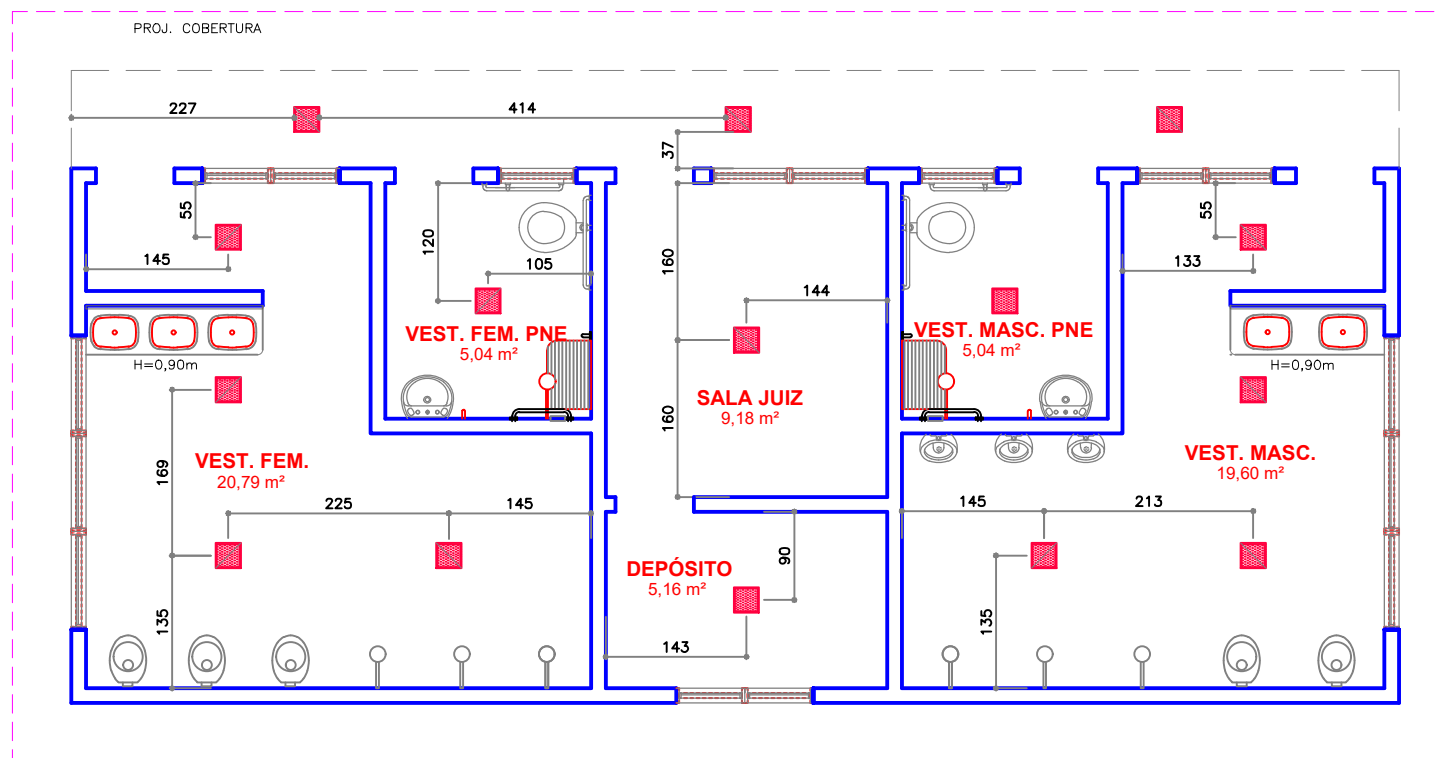 PROJ. COBERTURA
227
414
37
55
145
120
105
160
144
133
55
VEST. FEM. PNE
5,04 m²
VEST. MASC. PNE
5,04 m²
H=0,90m
H=0,90m
SALA JUIZ
9,18 m²
160
169
VEST. FEM.
20,79 m²
VEST. MASC.
19,60 m²
225
145
145
213
90
DEPÓSITO
5,16 m²
135
143
135